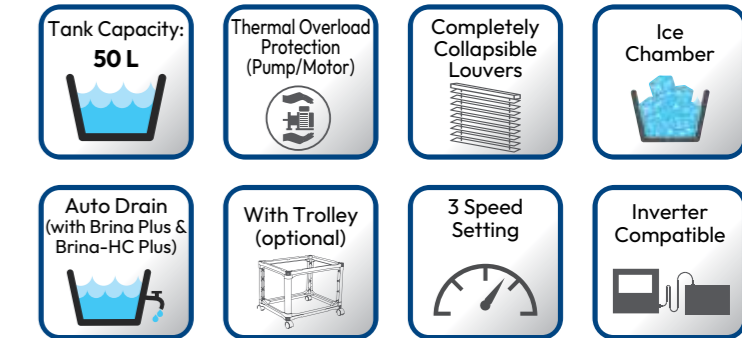 Tank Capacity:
50 L
Thermal Overload
Protection
(Pump/Motor)
Completely
Collapsible
Louvers
Ice
Chamber
Auto Drain
(with Brina Plus &
Brina-HC Plus)
With Trolley
(optional)
3 Speed
Setting
Inverter
Compatible